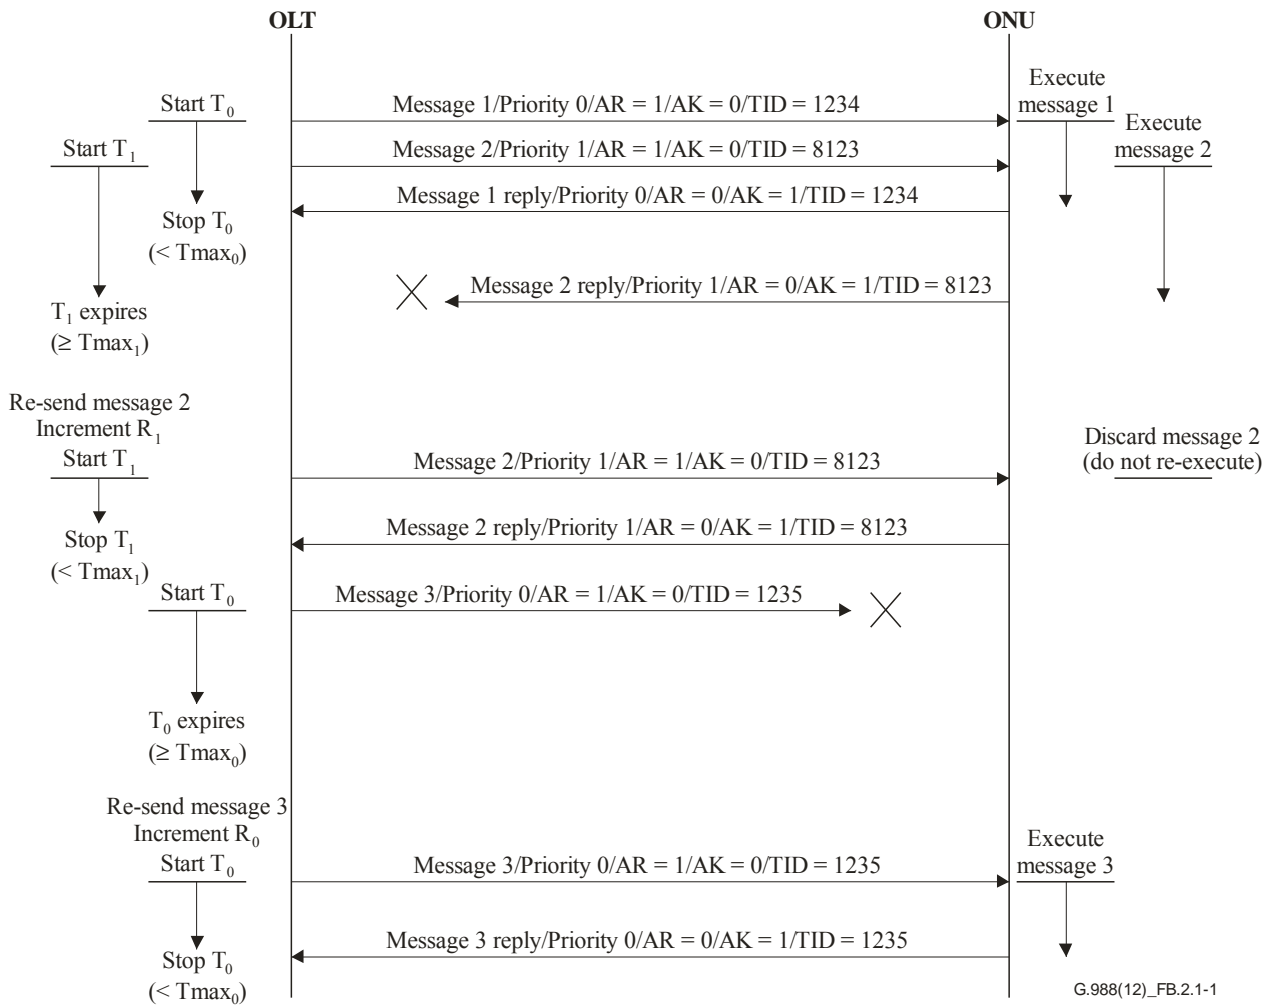 OLT
ONU
Start T0
Message 1/Priority 0/AR = 1/AK = 0/TID = 1234
Execute
message 1
Start T1
Message 2/Priority 1/AR = 1/AK = 0/TID = 8123
Execute
message 2
Message 1 reply/Priority 0/AR = 0/AK = 1/TID = 1234
Stop T0
(< Tmax0)
Message 2 reply/Priority 1/AR = 0/AK = 1/TID = 8123
T1 expires
(≥ Tmax1)
Re-send message 2
Increment R1
Start T1
Message 2/Priority 1/AR = 1/AK = 0/TID = 8123
Discard message 2
(do not re-execute)
Message 2 reply/Priority 1/AR = 0/AK = 1/TID = 8123
Stop T1
(< Tmax1)
Start T0
Message 3/Priority 0/AR = 1/AK = 0/TID = 1235
T0 expires
(≥ Tmax0)
Re-send message 3
Increment R0
Start T0
Message 3/Priority 0/AR = 1/AK = 0/TID = 1235
Execute
message 3
Message 3 reply/Priority 0/AR = 0/AK = 1/TID = 1235
Stop T0
(< Tmax0)
G.988(12)_FB.2.1-1